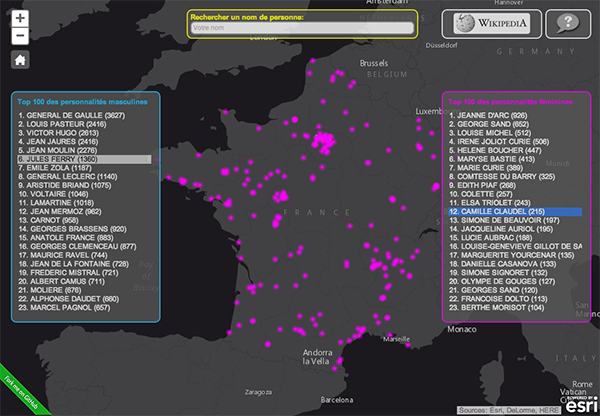 Amsterdam
Hannover
Rechercher un nom de personne:
Votre nom
WIKIPEDIA
?
+
−
London
Düsseldorf
GERMANY
Brussels
BELGIUM
Luxembou
Top 100 des personnalités masculines
1. GENERAL DE GAULLE (3627)
2. LOUIS PASTEUR (2416)
3. VICTOR HUGO (2613)
4. JEAN JAURES (2416)
5. JEAN MOULIN (2276)
6. JULES FERRY (1360)
7. EMILE ZOLA (1187)
8. GENERAL LECLERC (1140)
9. ARISTIDE BRIAND (1075)
10. VOLTAIRE (1046)
11. LAMARTINE (1018)
12. JEAN MERMOZ (962)
13. CARNOT (958)
14. GEORGES BRASSENS (920)
15. ANATOLE FRANCE (883)
16. GEORGES CLEMENCEAU (877)
17. MAURICE RAVEL (744)
18. JEAN DE LA FONTAINE (728)
19. FREDERIC MISTRAL (721)
20. ALBERT CAMUS (711)
21. MOLIERE (676)
22. ALPHONSE DAUDET (660)
23. MARCEL PAGNOL (657)
Top 100 des personnalités féminines
1. JEANNE D'ARC (926)
2. GEORGE SAND (652)
3. LOUISE MICHEL (512)
4. IRENE JOLIOT CURIE (506)
5. HELENE BOUCHER (447)
6. MARYSE BASTIE (413)
7. MARIE CURIE (389)
8. COMTESSE DU BARRY (325)
9. EDITH PIAF (268)
10. COLETTE (257)
11. ELSA TRIOLET (243)
12. CAMILLE CLAUDEL (215)
13. SIMONE DE BEAUVOIR (197)
14. JACQUELINE AURIOL (195)
15. LUCIE AUBRAC (188)
16. LOUISE-GENEVIEVE GILLOT DE SA
17. MARGUERITE YOURCENAR (135)
18. DANIELLE CASANOVA (133)
19. SIMONE SIGNORET (132)
20. OLYMPE DE GOUGES (127)
21. GEORGES SAND (120)
22. FRANCOISE DOLTO (113)
23. BERTHE MORISOT (104)
FRANCE
Monaco
Marseille
Andorra
la Vella
ITALY
Rome
Vatican
Zaragoza
Barcelona
Fork me on GitHub
Sources: Esri, DeLorme, HERE
POWERED BY
esri